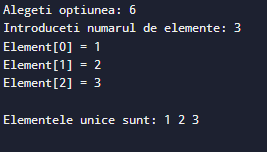 Alegeti optiunea: 6
Introduceti numarul de elemente: 3
Element[0] = 1
Element[1] = 2
Element[2] = 3
Elementele unice sunt: 1 2 3